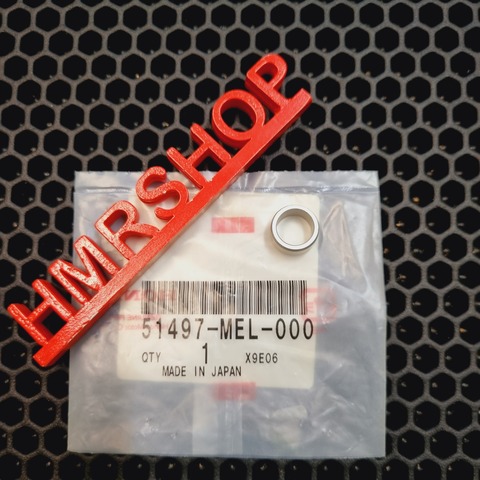 HMRSHOP
51497-MEL-000
QTY 1 X9E06
MADE IN JAPAN